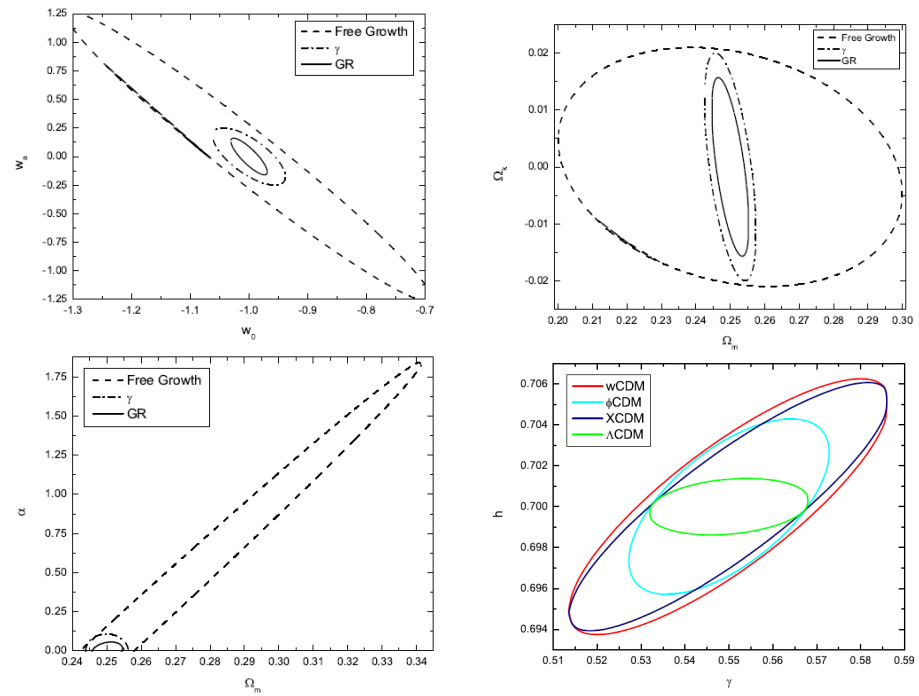 1.25
1.00
0.75
0.50
0.25
0.00
-0.25
-0.50
-0.75
-1.00
1.25
wₐ
-1.3 -1.2 -1.1 -1.0 -0.9 -0.8 -0.7
w₀
Free Growth
γ
GR
0.02
0.01
0.00
-0.01
-0.02
Ωₖ
0.20 0.21 0.22 0.23 0.24 0.25 0.26 0.27 0.28 0.29 0.30
Ωₘ
Free Growth
γ
GR
1.75
1.50
1.25
1.00
0.75
0.50
0.25
0.00
α
0.24 0.25 0.26 0.27 0.28 0.29 0.30 0.31 0.32 0.33 0.34
Ωₘ
Free Growth
γ
GR
0.706
0.704
0.702
0.700
0.698
0.696
0.694
h
0.51 0.52 0.53 0.54 0.55 0.56 0.57 0.58 0.59
γ
wCDM
ϕCDM
XCDM
ΛCDM